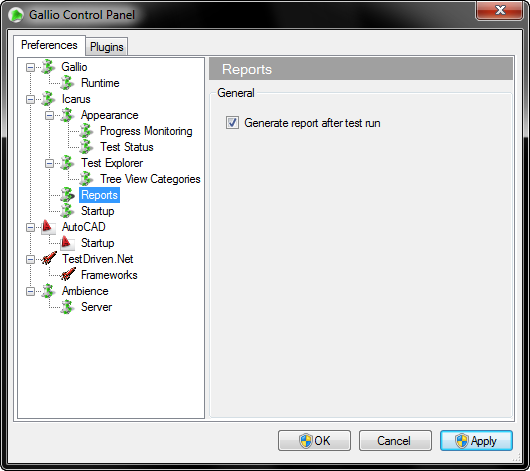 Gallio Control Panel
Preferences
Plugins
Gallio
Runtime
Icarus
Appearance
Progress Monitoring
Test Status
Test Explorer
Tree View Categories
Reports
Startup
AutoCAD
Startup
TestDriven.Net
Frameworks
Ambience
Server
Reports
General
Generate report after test run
OK
Cancel
Apply